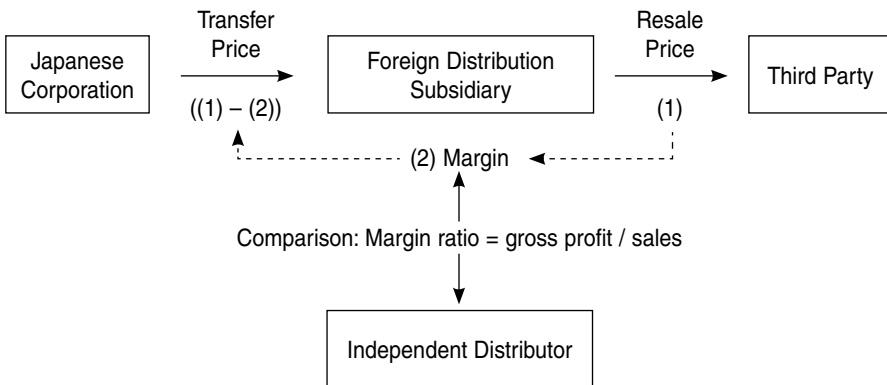 Japanese
Corporation
Transfer
Price
((1) – (2))
Foreign Distribution
Subsidiary
Resale
Price
(1)
Third Party
(2) Margin
Comparison: Margin ratio = gross profit / sales
Independent Distributor